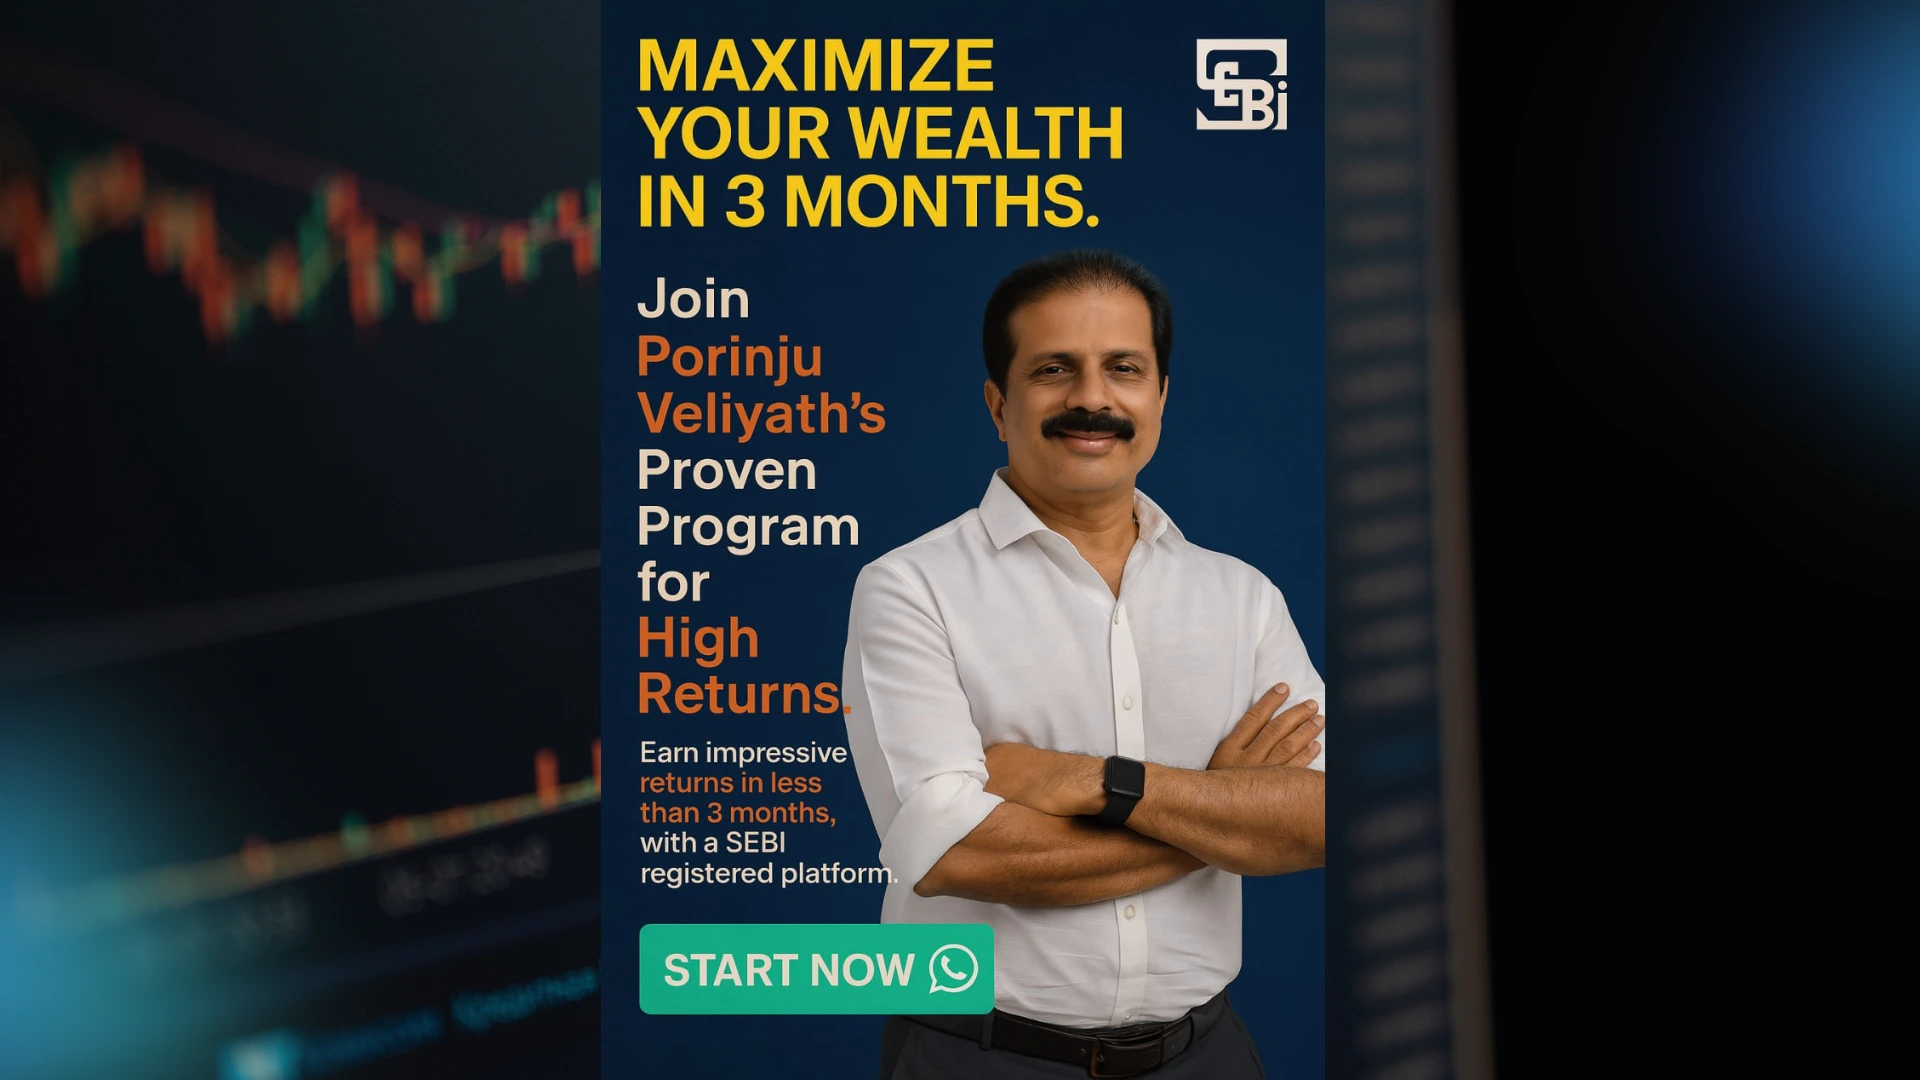 MAXIMIZE
YOUR WEALTH
IN 3 MONTHS.
SEBi
Join
Porinju
Veliyath’s
Proven
Program
for
High
Returns.
Earn impressive
returns in less
than 3 months,
with a SEBI
registered platform.
START NOW